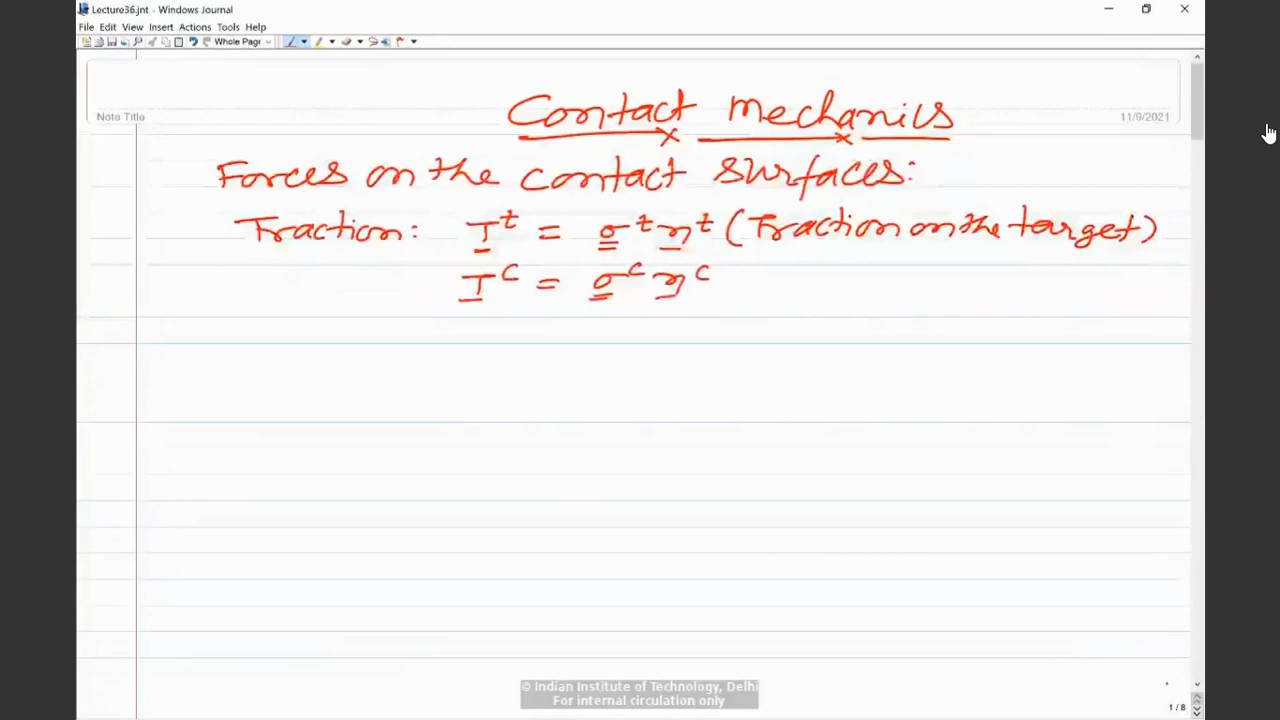 Lecture36.jnt - Windows Journal
File Edit View Insert Actions Tools Help
Whole Pag
Note Title
11/9/2021
Contact mechanics
Forces on the contact surfaces:
Traction: T^t = σ^t n^t (Traction on the target)
T^c = σ^c n^c
© Indian Institute of Technology, Delhi
For internal circulation only
1 / 8